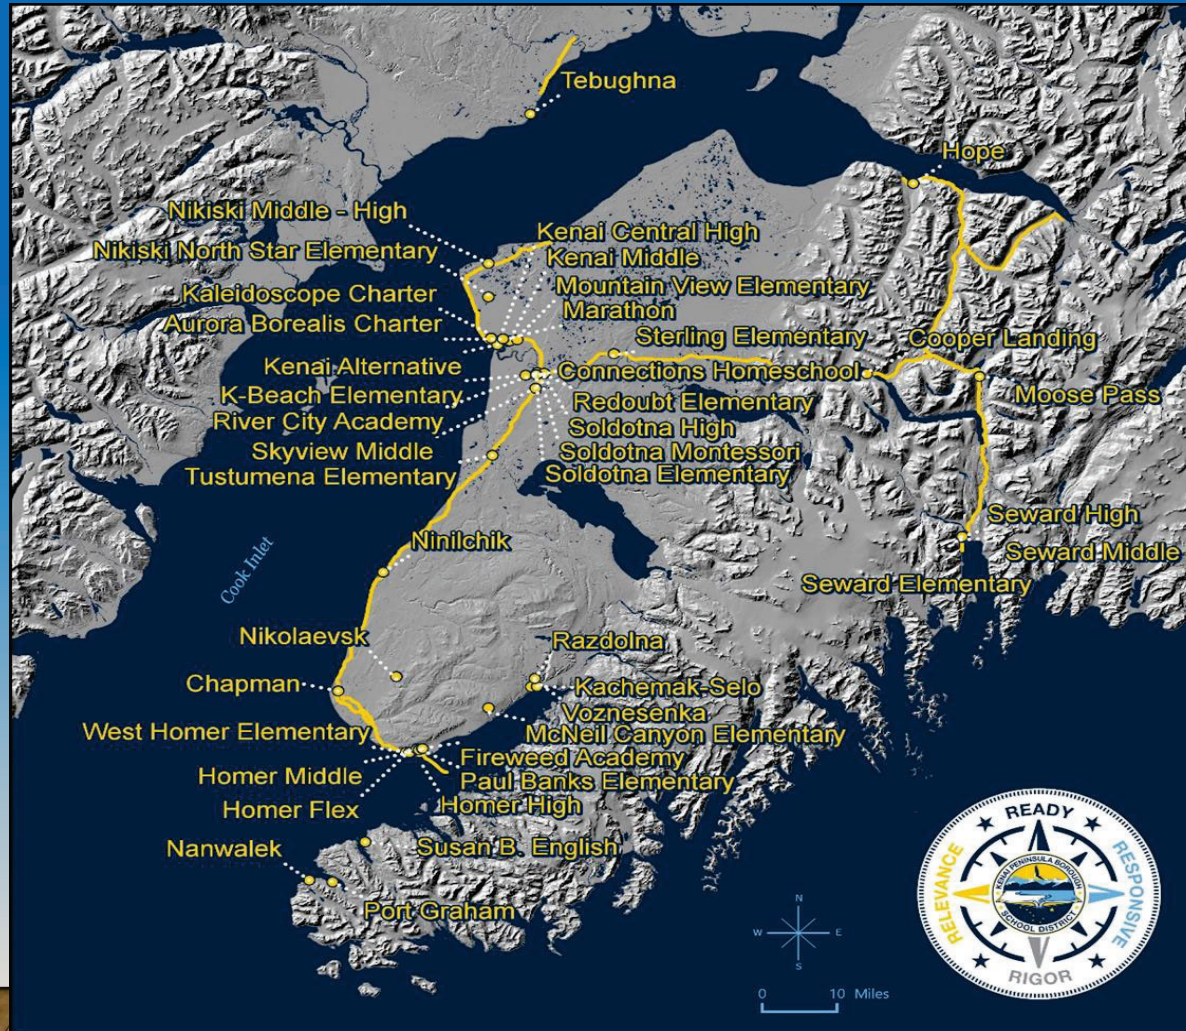 Tebughna
Hope
Nikiski Middle - High
Kenai Central High
Nikiski North Star Elementary
Kenai Middle
Kaleidoscope Charter
Mountain View Elementary
Marathon
Aurora Borealis Charter
Sterling Elementary
Cooper Landing
Kenai Alternative
Connections Homeschool
K-Beach Elementary
Redoubt Elementary
Moose Pass
River City Academy
Soldotna High
Skyview Middle
Soldotna Montessori
Tustumena Elementary
Soldotna Elementary
Seward High
Ninilchik
Seward Middle
Cook Inlet
Seward Elementary
Nikolaevsk
Razdolna
Chapman
Kachemak-Selo
Voznesenka
West Homer Elementary
McNeil Canyon Elementary
Fireweed Academy
Homer Middle
Paul Banks Elementary
Homer Flex
Homer High
Nanwalek
Susan B. English
Port Graham
N
W E
S
0 10 Miles
READY
RELEVANCE
RESPONSIVE
RIGOR
KENAI PENINSULA BOROUGH
SCHOOL DISTRICT